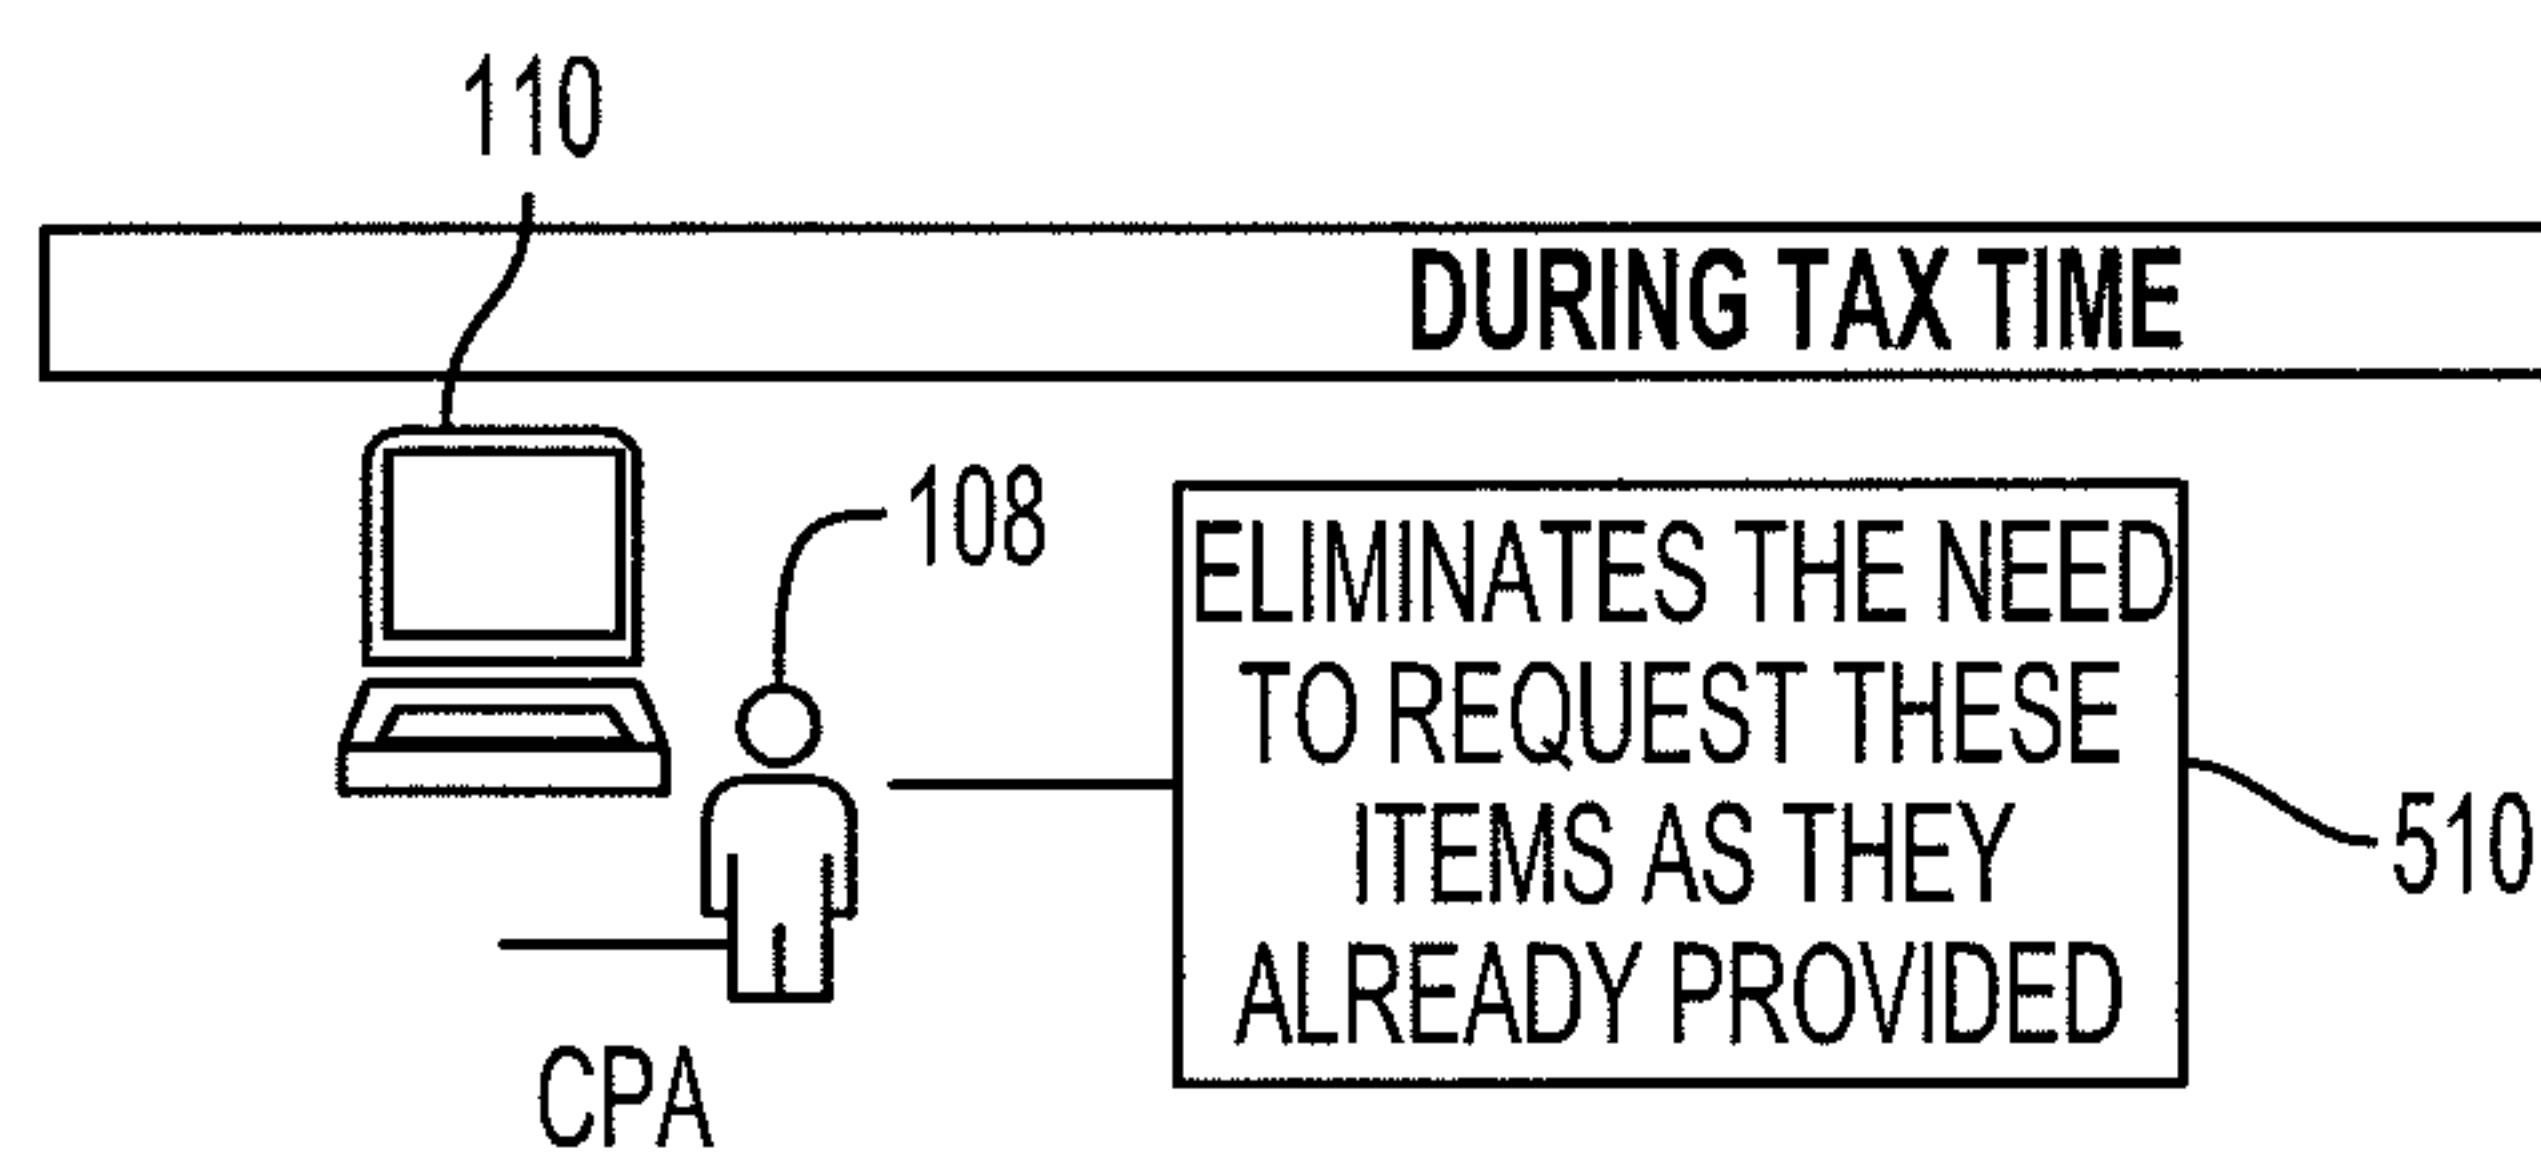 110
DURING TAX TIME
108
ELIMINATES THE NEED
TO REQUEST THESE
ITEMS AS THEY
ALREADY PROVIDED
510
CPA